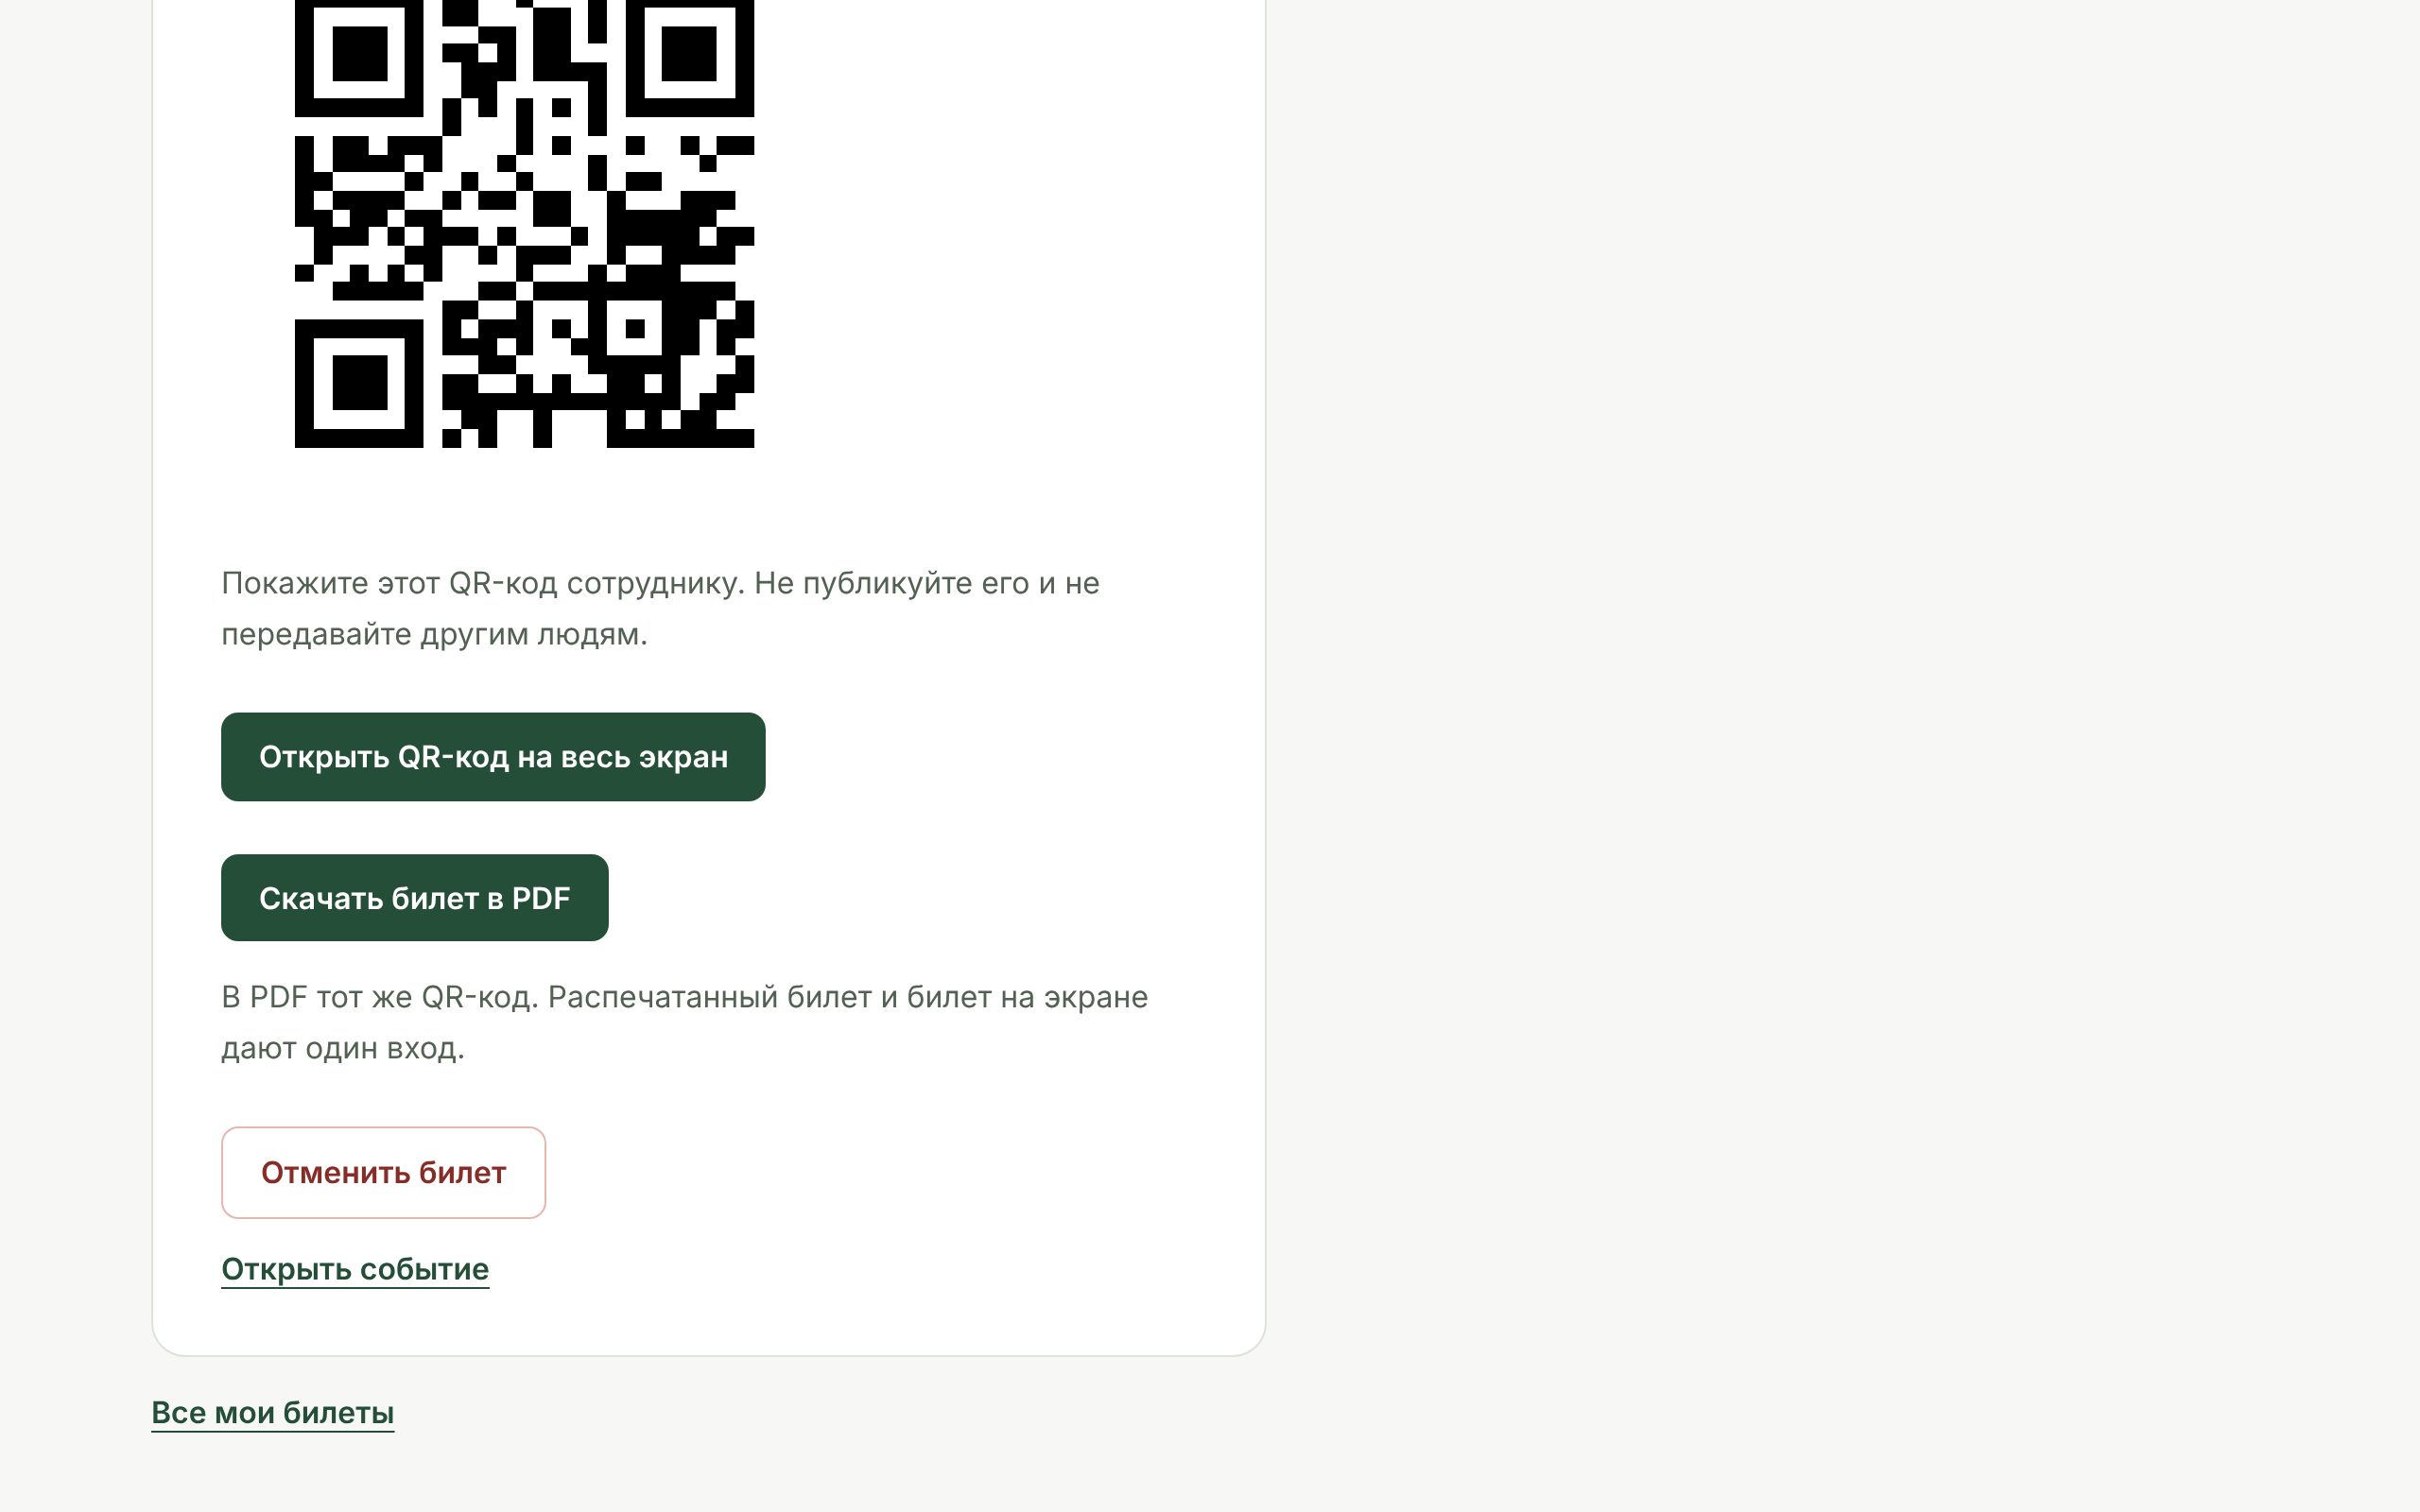 Покажите этот QR-код сотруднику. Не публикуйте его и не
передавайте другим людям.
Открыть QR-код на весь экран
Скачать билет в PDF
В PDF тот же QR-код. Распечатанный билет и билет на экране
дают один вход.
Отменить билет
Открыть событие
Все мои билеты